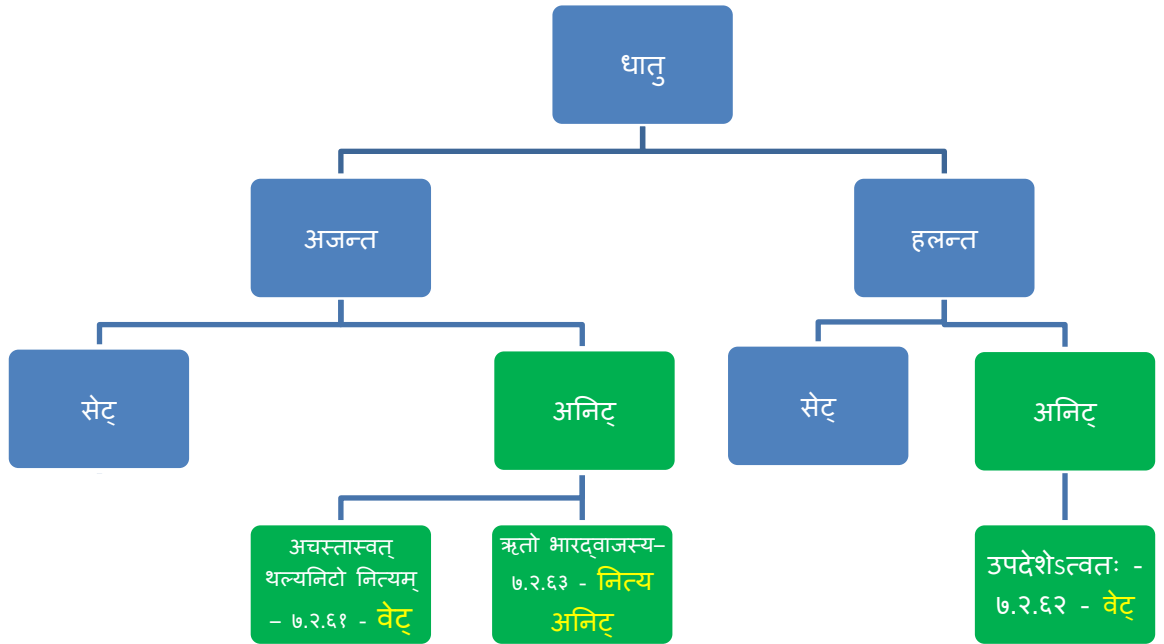 धातु
अजन्त
हलन्त
सेट्
अनिट्
सेट्
अनिट्
अचस्तास्वत्
थल्यनिटो नित्यम्
– ७.२.६१ - वेट्
ऋतो भारद्वाजस्य–
७.२.६३ - नित्य
अनिट्
उपदेशेऽत्वतः -
७.२.६२ - वेट्